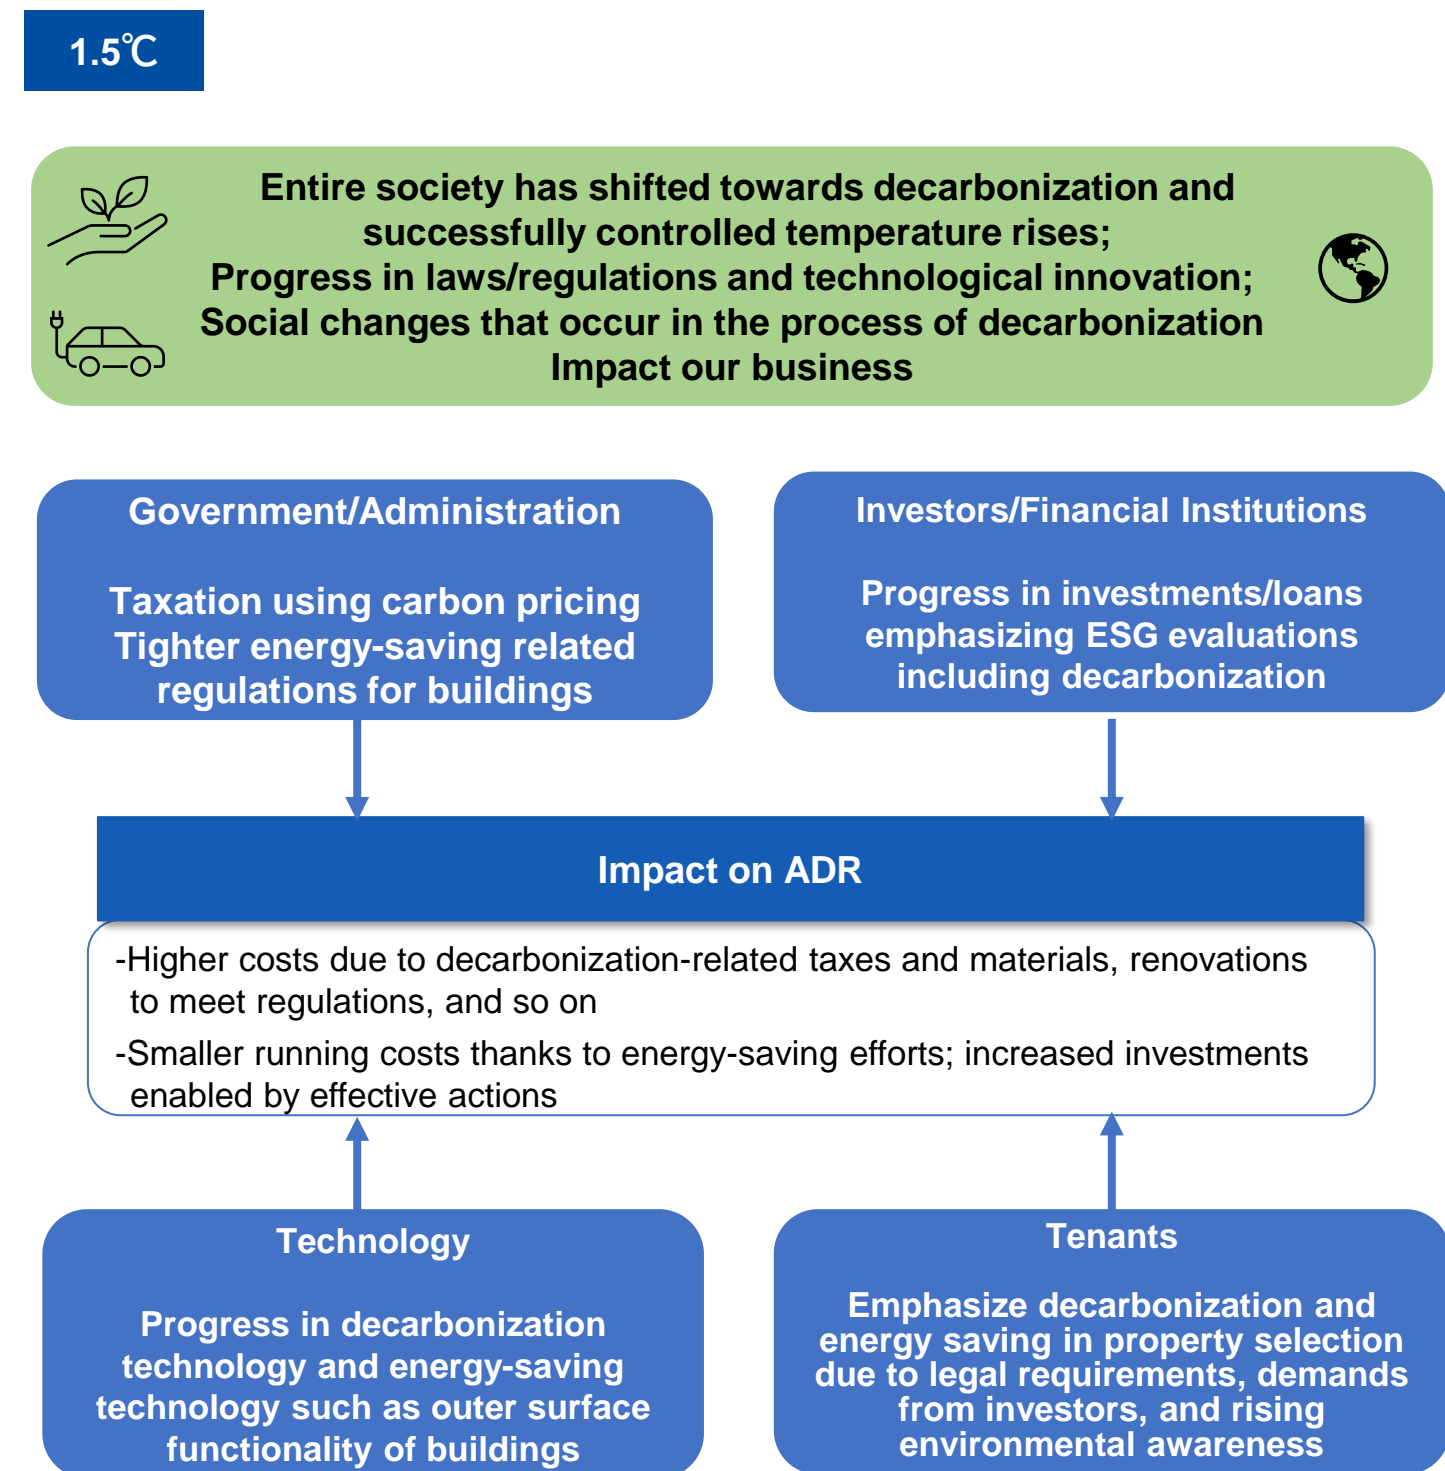 1.5℃
Entire society has shifted towards decarbonization and
successfully controlled temperature rises;
Progress in laws/regulations and technological innovation;
Social changes that occur in the process of decarbonization
Impact our business
Government/Administration
Taxation using carbon pricing
Tighter energy-saving related
regulations for buildings
Investors/Financial Institutions
Progress in investments/loans
emphasizing ESG evaluations
including decarbonization
Impact on ADR
-Higher costs due to decarbonization-related taxes and materials, renovations
to meet regulations, and so on
-Smaller running costs thanks to energy-saving efforts; increased investments
enabled by effective actions
Technology
Progress in decarbonization
technology and energy-saving
technology such as outer surface
functionality of buildings
Tenants
Emphasize decarbonization and
energy saving in property selection
due to legal requirements, demands
from investors, and rising
environmental awareness